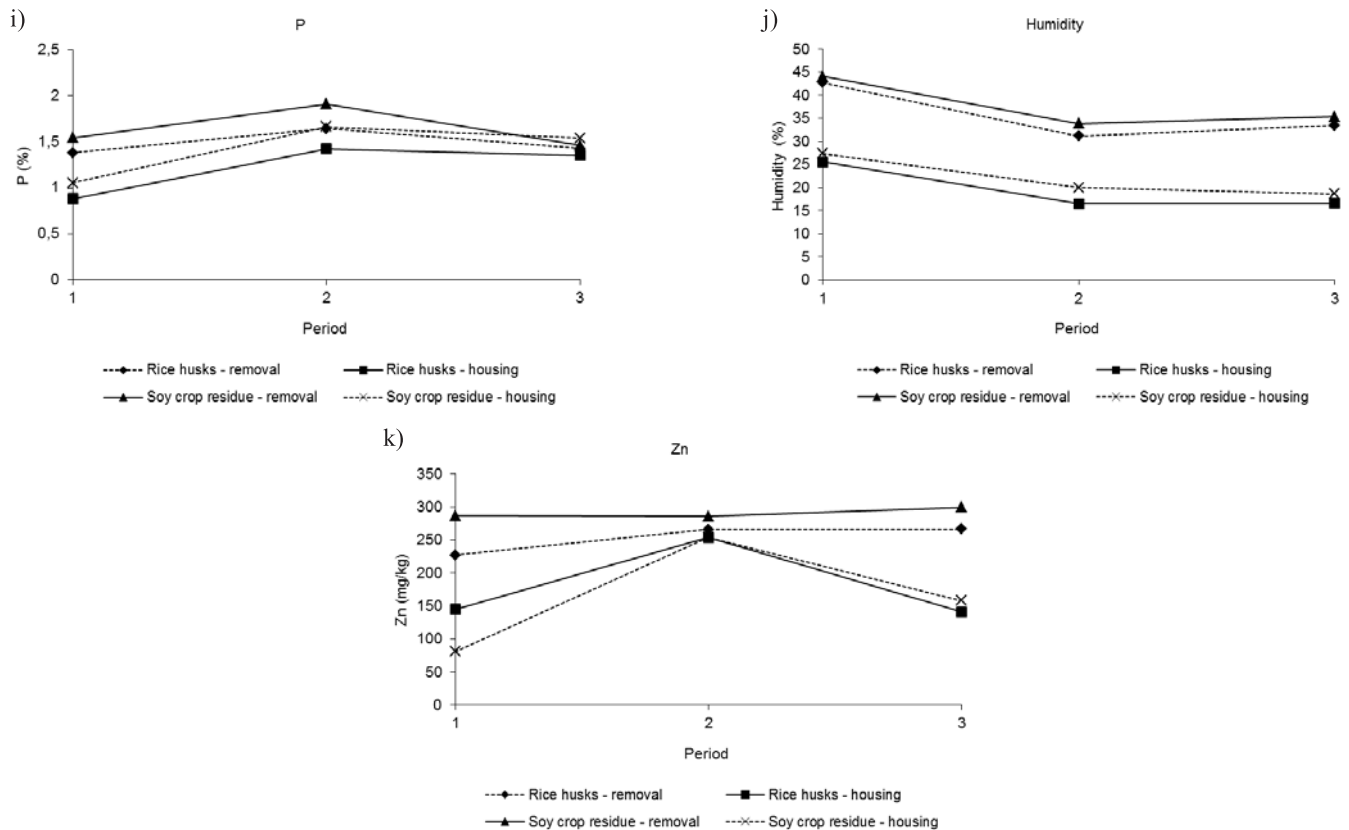 i)
P
2,5
2
1,5
1
0,5
0
P (%)
1 2 3
Period
Rice husks - removal Rice husks - housing
Soy crop residue - removal Soy crop residue - housing
j)
Humidity
50
45
40
35
30
25
20
15
10
5
0
Humidity (%)
1 2 3
Period
Rice husks - removal Rice husks - housing
Soy crop residue - removal Soy crop residue - housing
k)
Zn
350
300
250
200
150
100
50
0
Zn (mg/kg)
1 2 3
Period
Rice husks - removal Rice husks - housing
Soy crop residue - removal Soy crop residue - housing